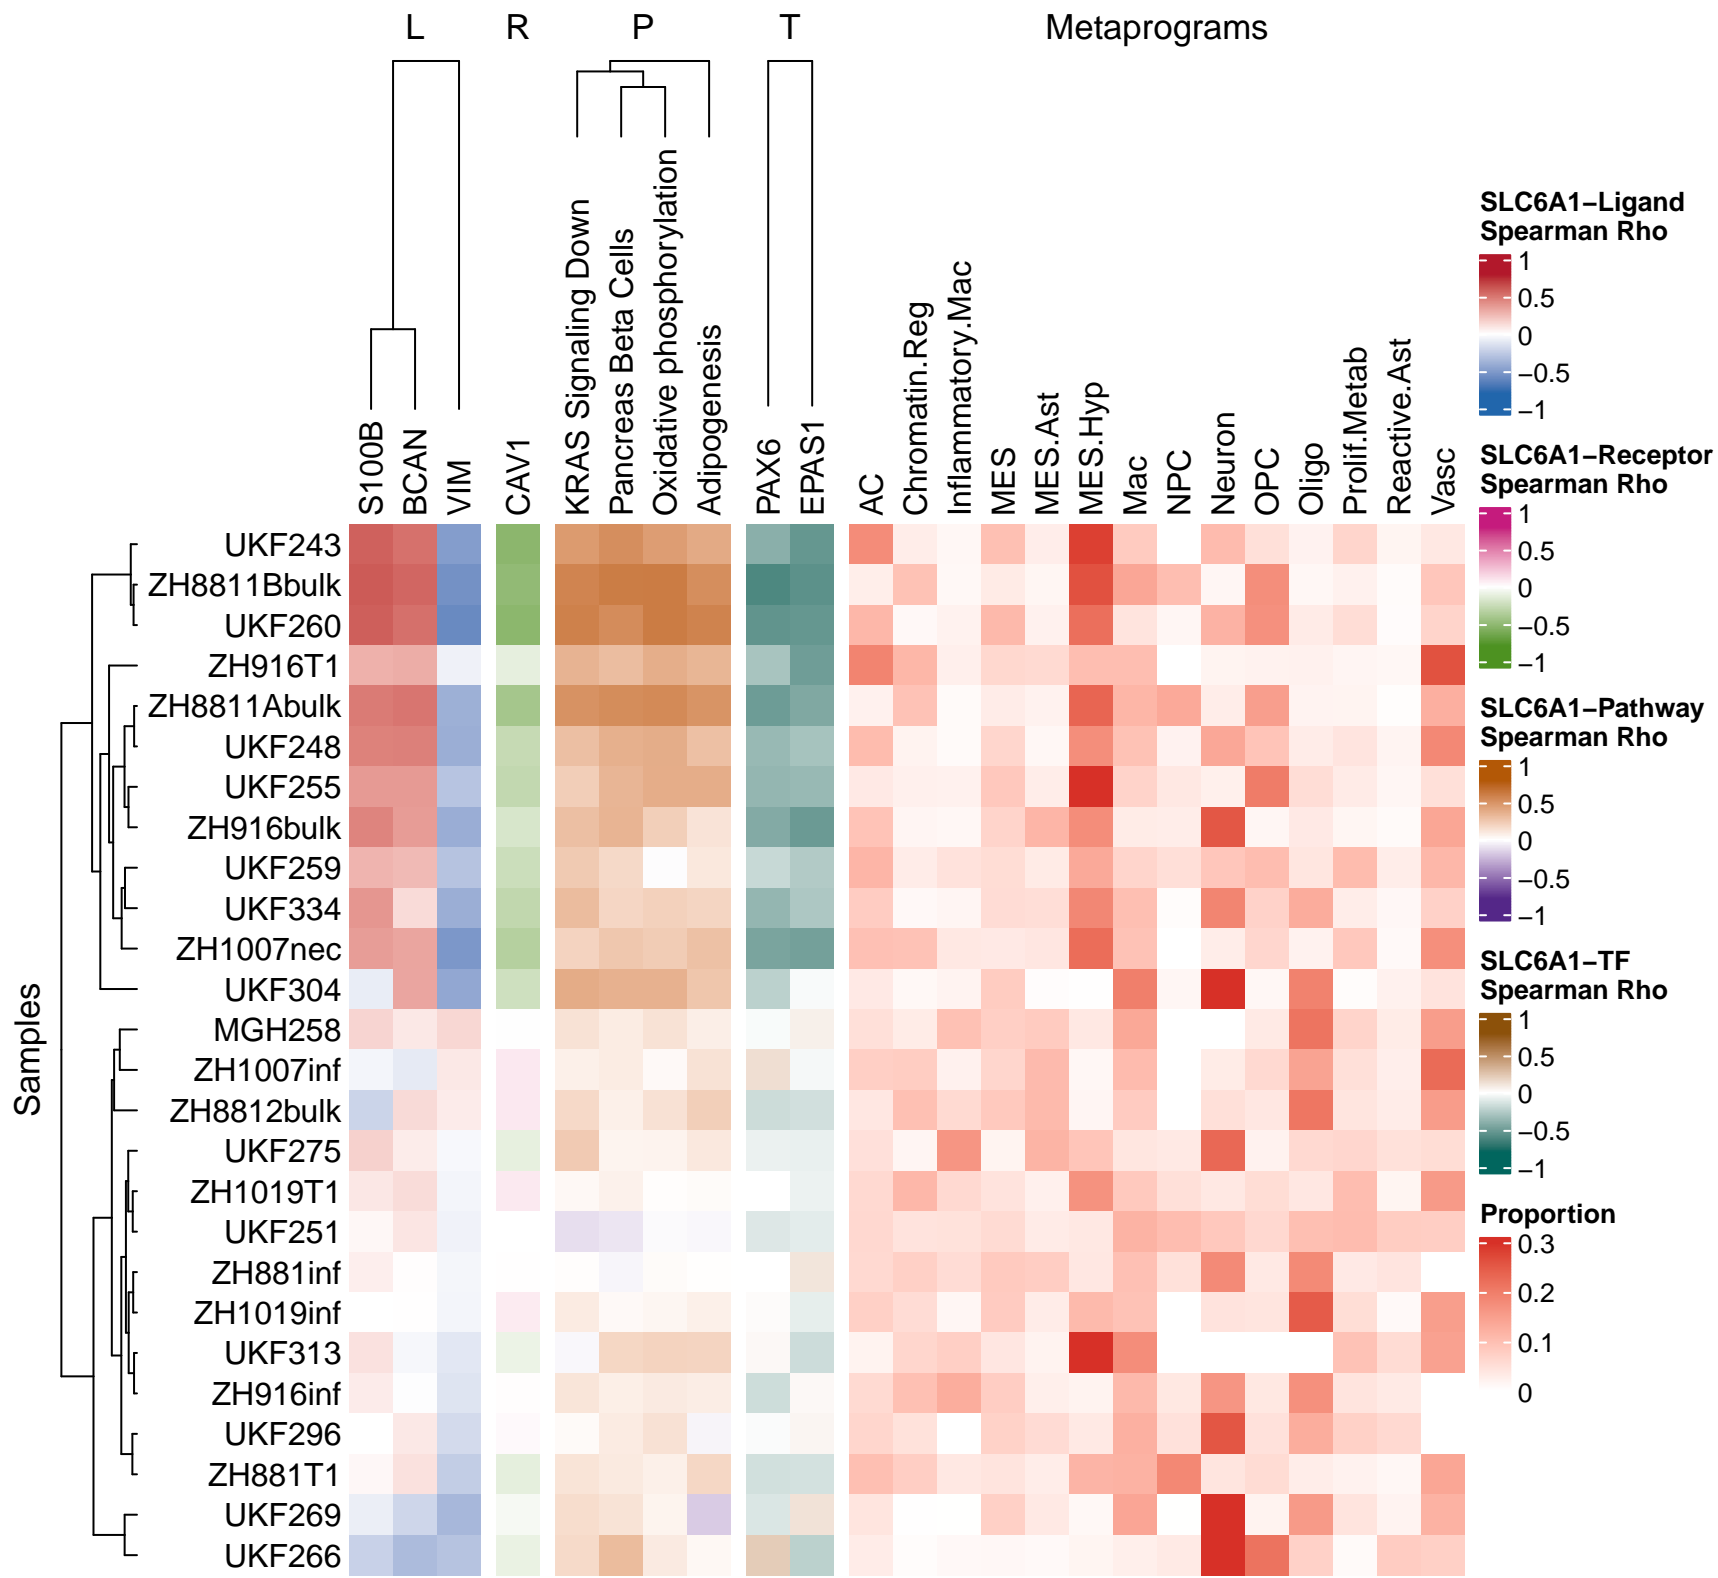 L R P T Metaprograms
S100B
BCAN
VIM
CAV1
KRAS Signaling Down
Pancreas Beta Cells
Oxidative phosphorylation
Adipogenesis
PAX6
EPAS1
AC
Chromatin.Reg
Inflammatory.Mac
MES
MES.Ast
MES.Hyp
Mac
NPC
Neuron
OPC
Oligo
Prolif.Metab
Reactive.Ast
Vasc
Samples
UKF243
ZH8811Bbulk
UKF260
ZH916T1
ZH8811Abulk
UKF248
UKF255
ZH916bulk
UKF259
UKF334
ZH1007nec
UKF304
MGH258
ZH1007inf
ZH8812bulk
UKF275
ZH1019T1
UKF251
ZH881inf
ZH1019inf
UKF313
ZH916inf
UKF296
ZH881T1
UKF269
UKF266
SLC6A1−Ligand
Spearman Rho
1
0.5
0
−0.5
−1
SLC6A1−Receptor
Spearman Rho
1
0.5
0
−0.5
−1
SLC6A1−Pathway
Spearman Rho
1
0.5
0
−0.5
−1
SLC6A1−TF
Spearman Rho
1
0.5
0
−0.5
−1
Proportion
0.3
0.2
0.1
0